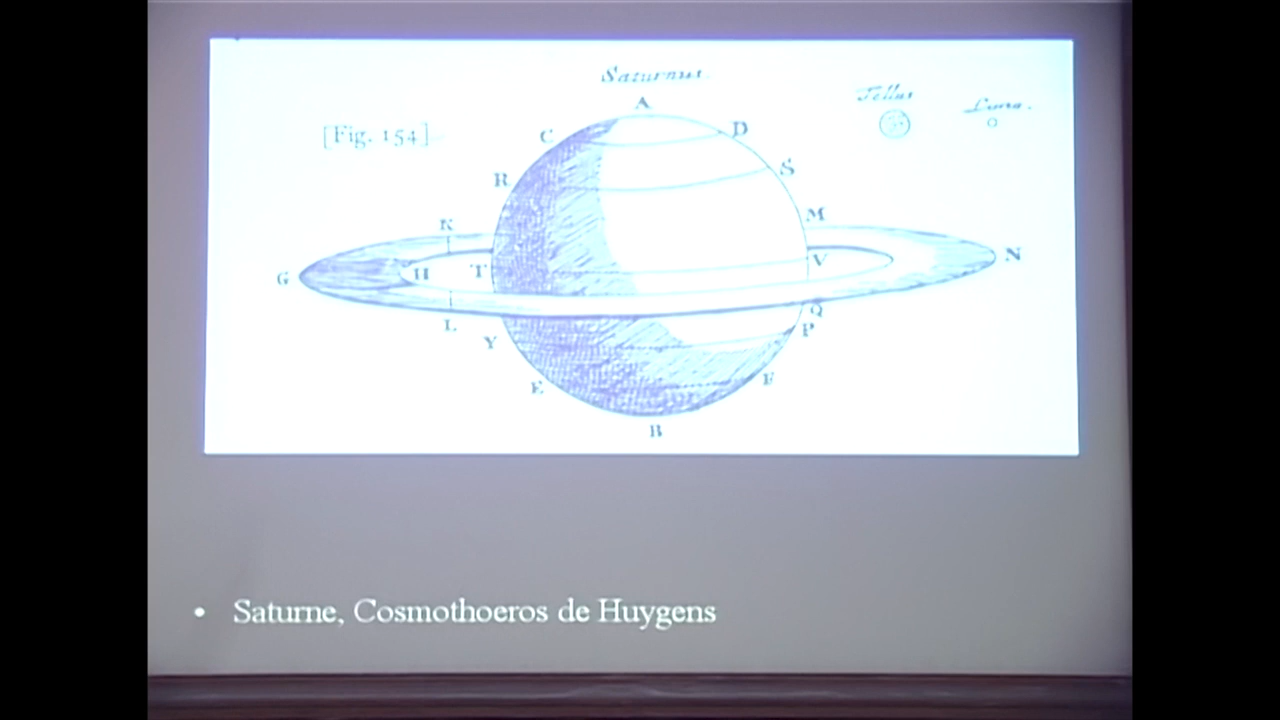 Saturnus.
A
Tellus
Luna.
[Fig. 154]
C
D
R
S
K
M
G
H
T
V
N
L
Q
Y
P
E
F
B
• Saturne, Cosmothoeros de Huygens